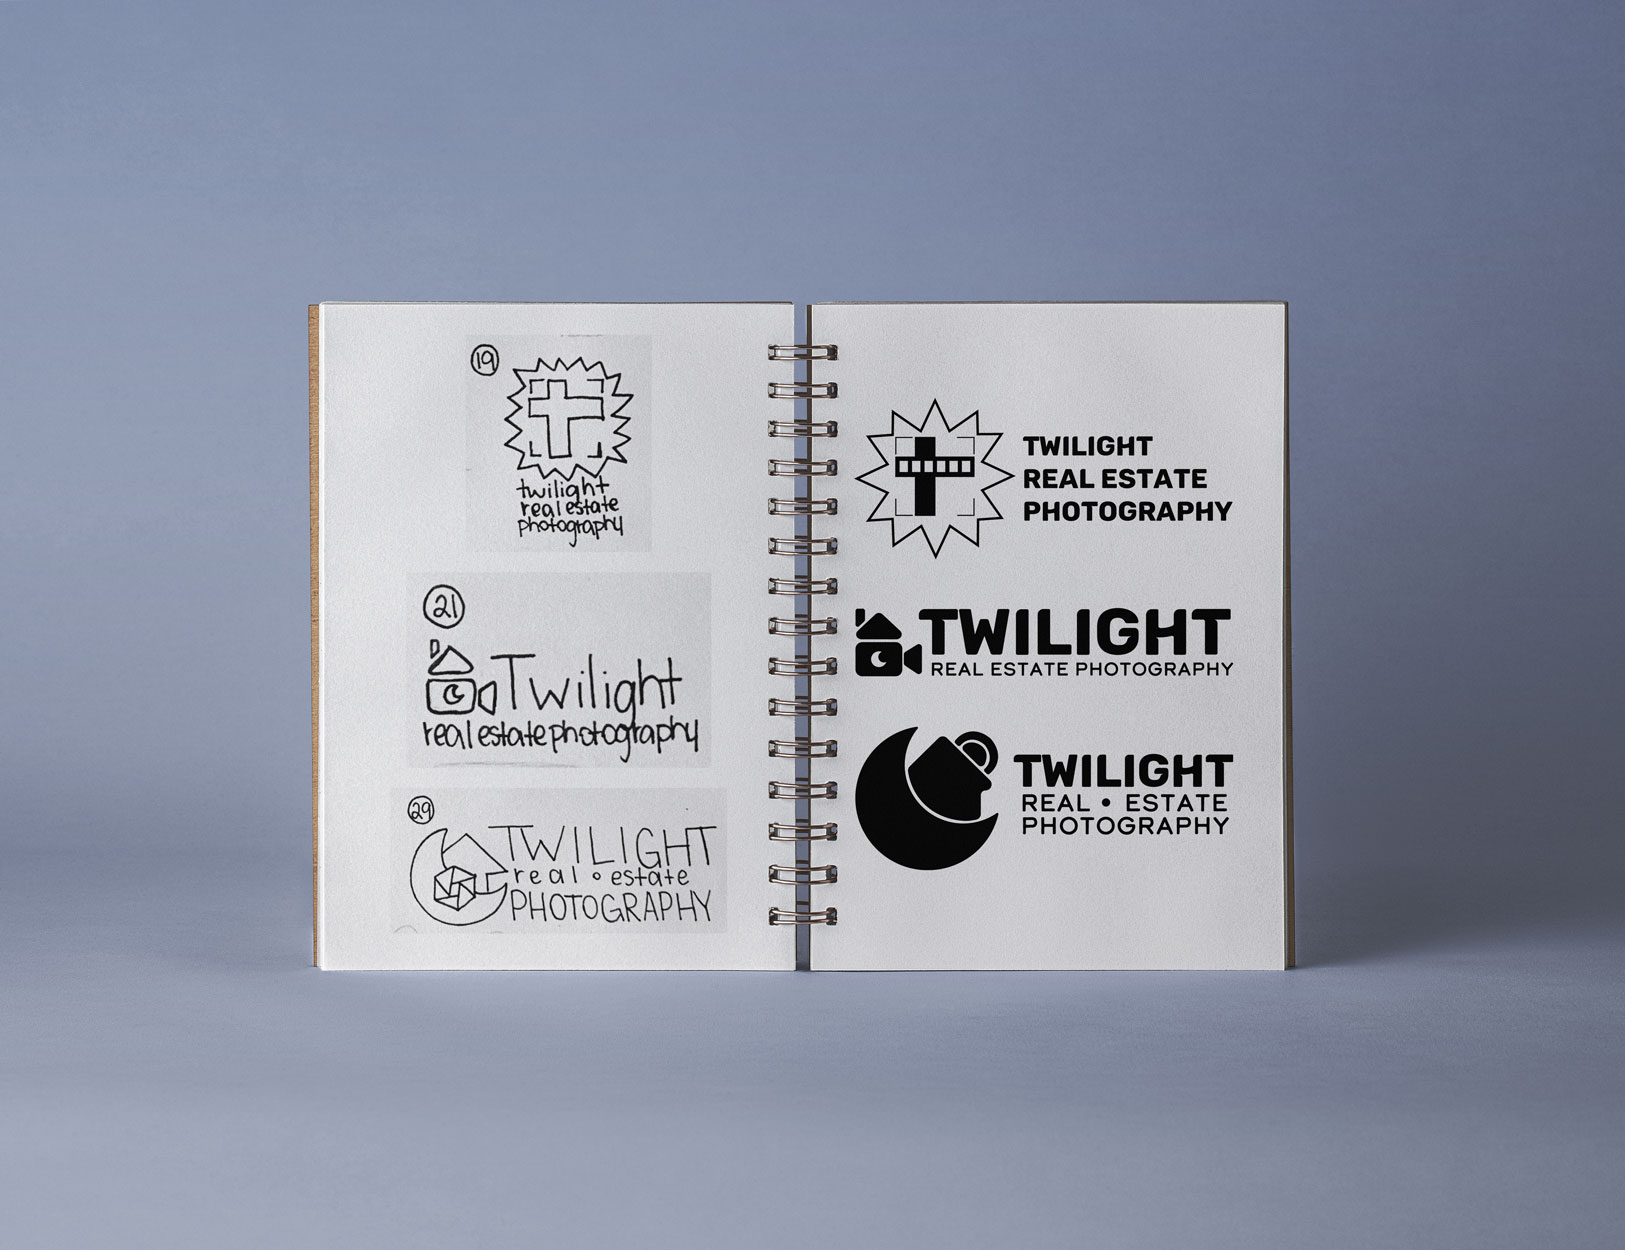 19
twilight
real estate
photography
21
Twilight
real estate photography
29
TWILIGHT
real • estate
PHOTOGRAPHY
TWILIGHT
REAL ESTATE
PHOTOGRAPHY
TWILIGHT
REAL ESTATE PHOTOGRAPHY
TWILIGHT
REAL • ESTATE
PHOTOGRAPHY